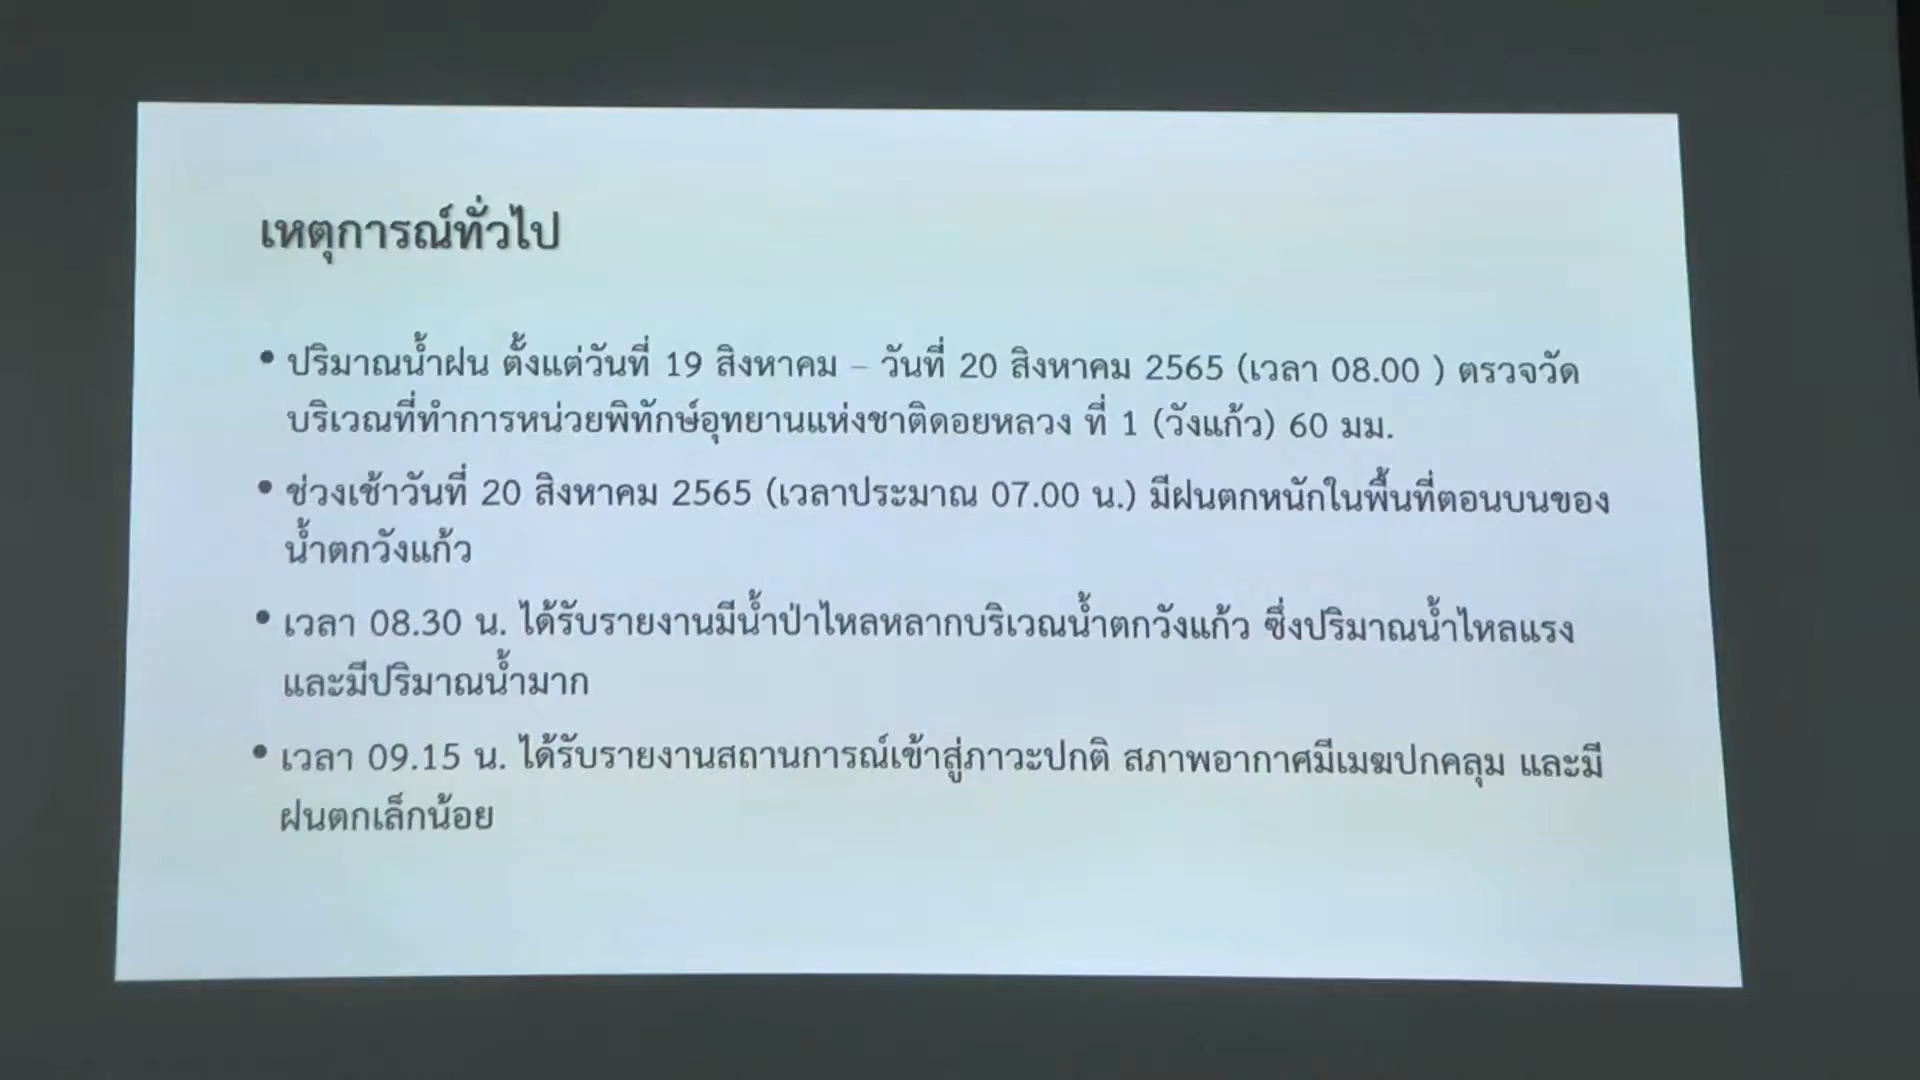 เหตุการณ์ทั่วไป
• ปริมาณน้ำฝน ตั้งแต่วันที่ 19 สิงหาคม – วันที่ 20 สิงหาคม 2565 (เวลา 08.00 ) ตรวจวัด
บริเวณที่ทำการหน่วยพิทักษ์อุทยานแห่งชาติดอยหลวง ที่ 1 (วังแก้ว) 60 มม.
• ช่วงเช้าวันที่ 20 สิงหาคม 2565 (เวลาประมาณ 07.00 น.) มีฝนตกหนักในพื้นที่ตอนบนของ
น้ำตกวังแก้ว
• เวลา 08.30 น. ได้รับรายงานมีน้ำป่าไหลหลากบริเวณน้ำตกวังแก้ว ซึ่งปริมาณน้ำไหลแรง
และมีปริมาณน้ำมาก
• เวลา 09.15 น. ได้รับรายงานสถานการณ์เข้าสู่ภาวะปกติ สภาพอากาศมีเมฆปกคลุม และมี
ฝนตกเล็กน้อย